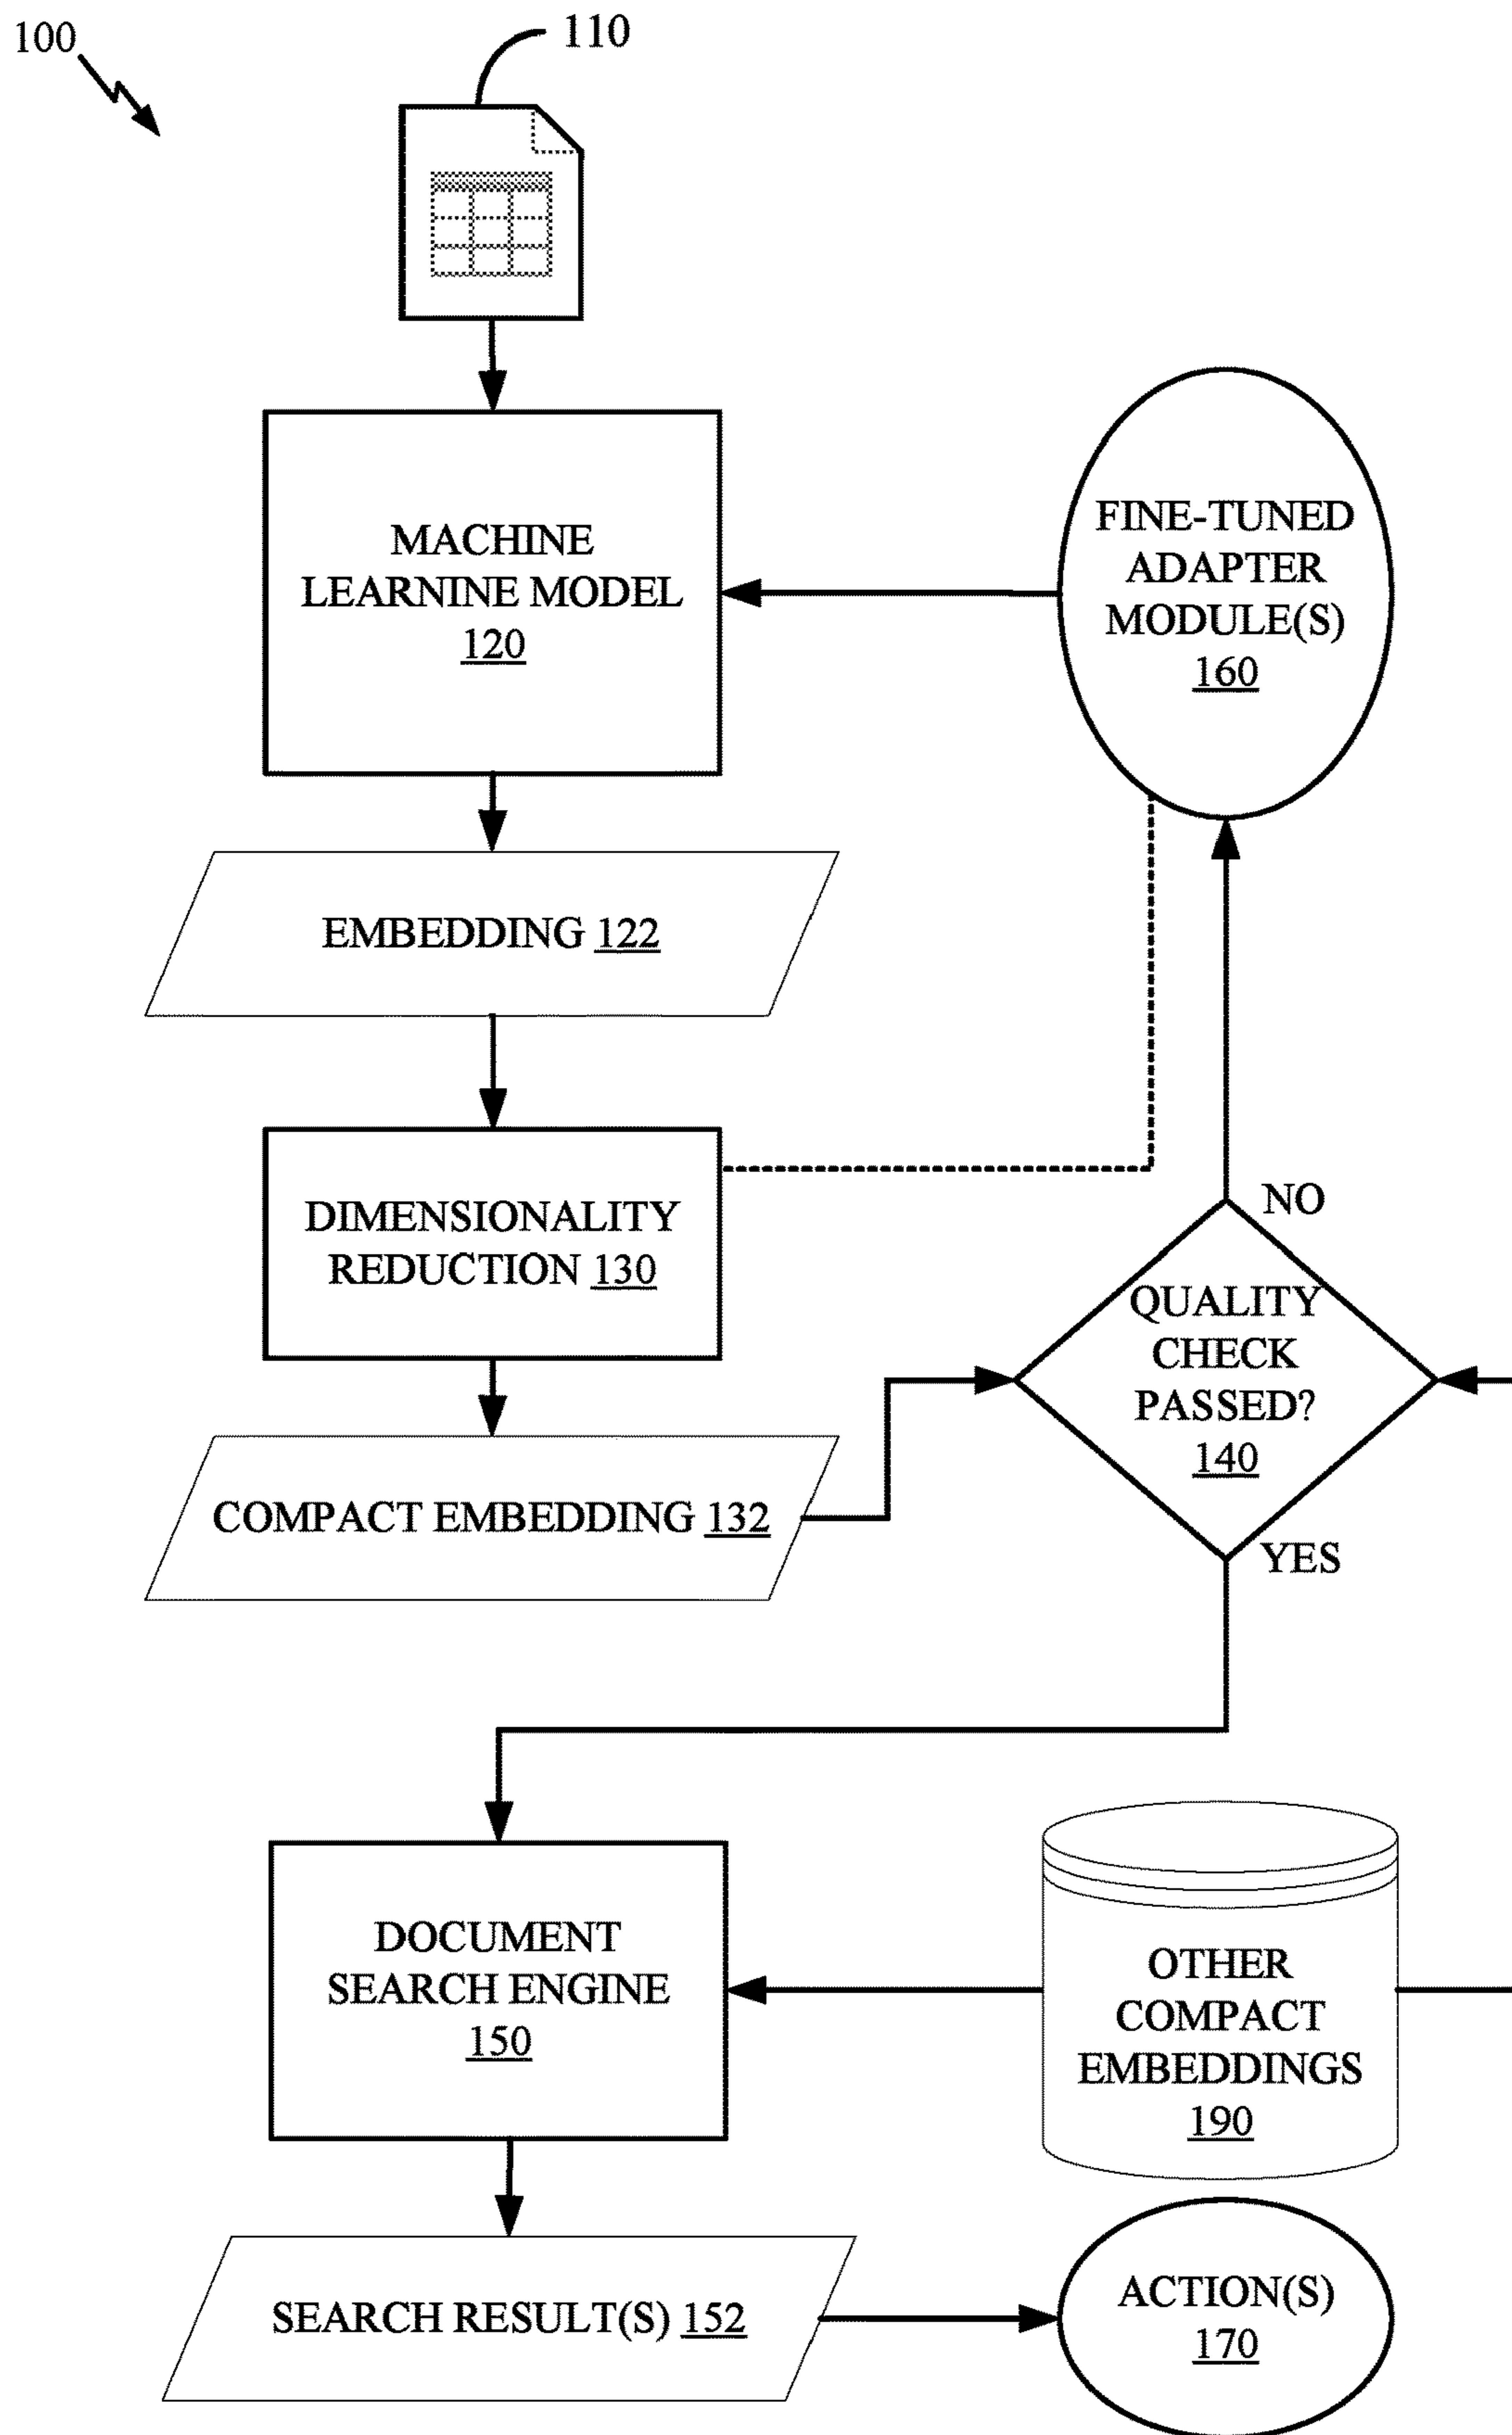 100
110
MACHINE
LEARNINE MODEL
120
FINE-TUNED
ADAPTER
MODULE(S)
160
EMBEDDING 122
DIMENSIONALITY
REDUCTION 130
NO
QUALITY
CHECK
PASSED?
140
COMPACT EMBEDDING 132
YES
DOCUMENT
SEARCH ENGINE
150
OTHER
COMPACT
EMBEDDINGS
190
SEARCH RESULT(S) 152
ACTION(S)
170